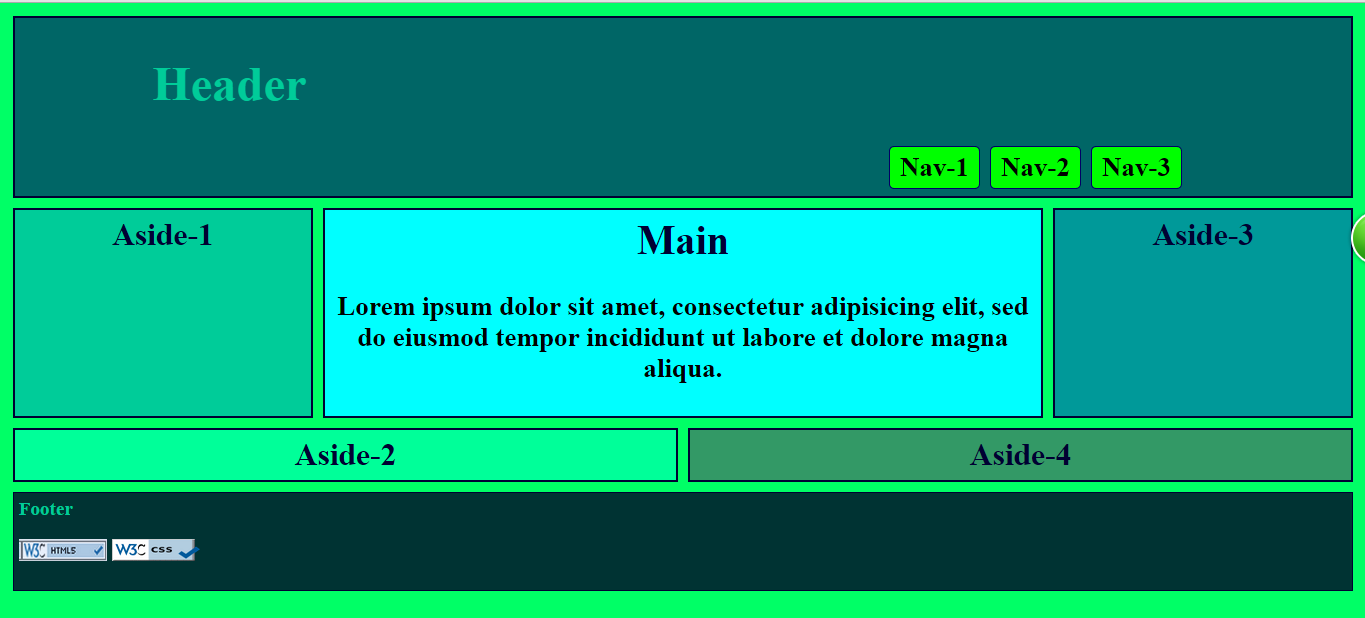 Header
Nav-1 Nav-2 Nav-3
Aside-1
Main
Lorem ipsum dolor sit amet, consectetur adipisicing elit, sed
do eiusmod tempor incididunt ut labore et dolore magna
aliqua.
Aside-3
Aside-2
Aside-4
Footer
W3C HTML5 W3C css